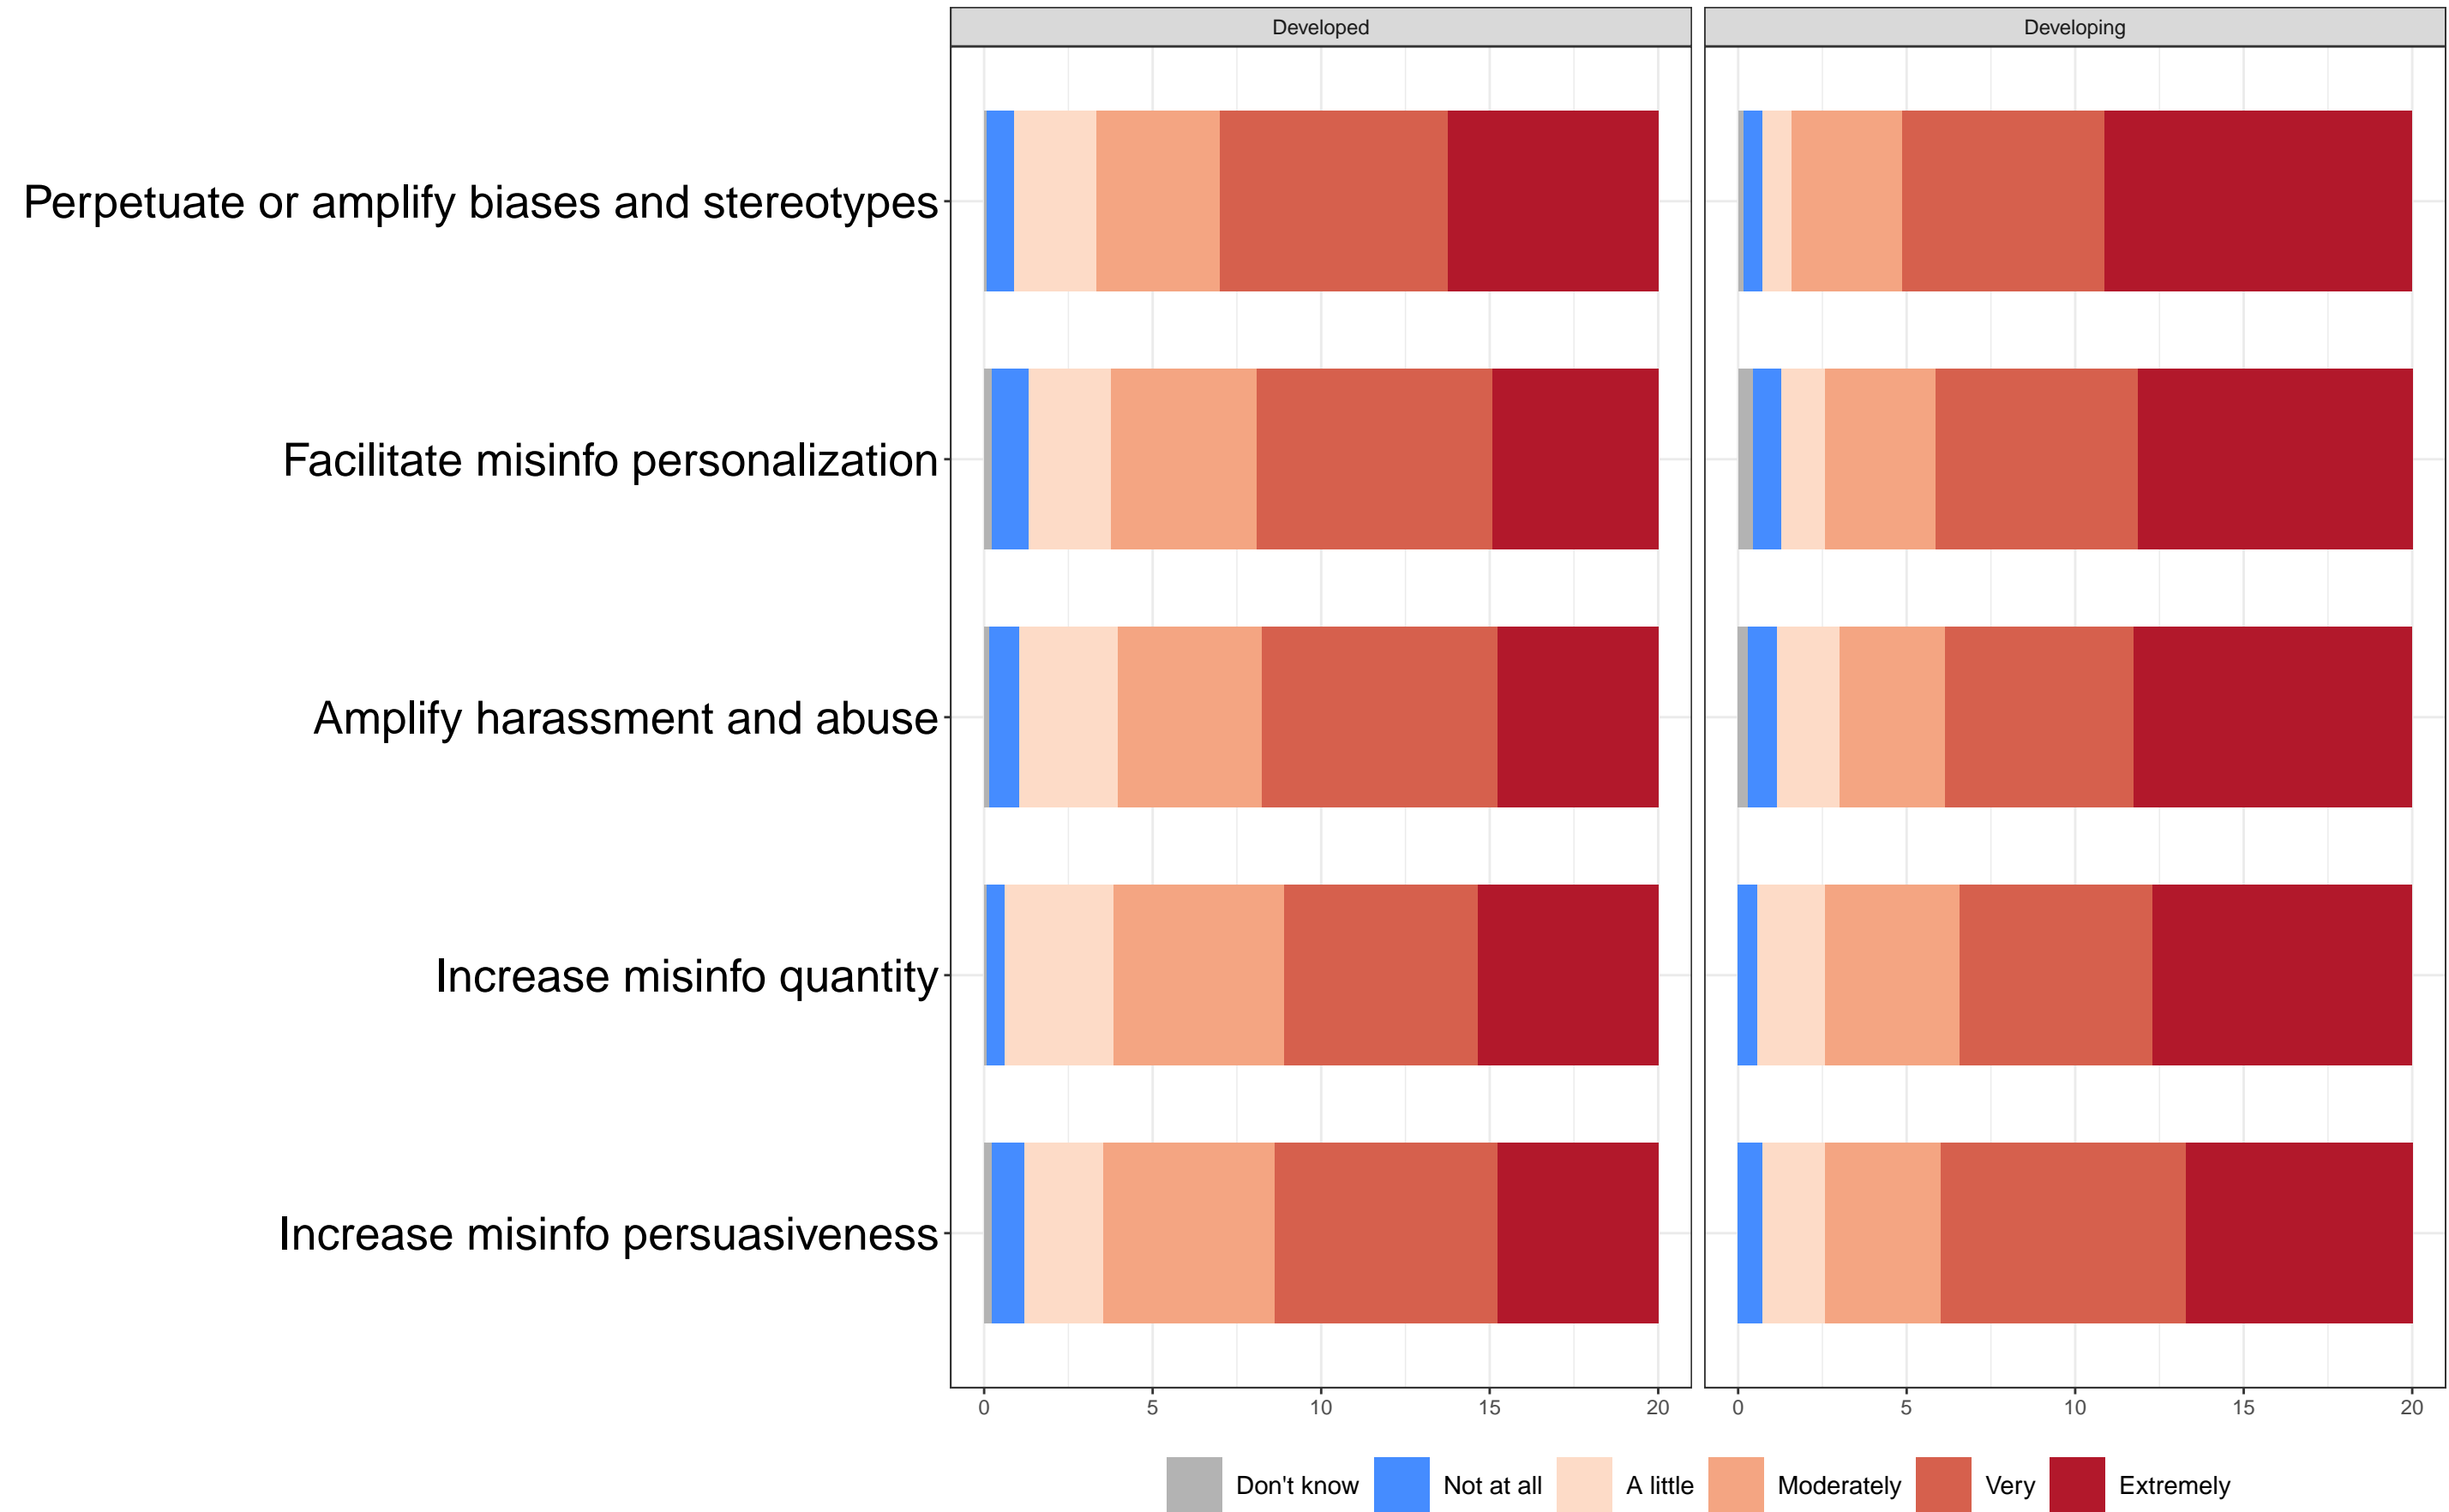 Developed
Developing
Perpetuate or amplify biases and stereotypes
Facilitate misinfo personalization
Amplify harassment and abuse
Increase misinfo quantity
Increase misinfo persuasiveness
0 5 10 15 20 0 5 10 15 20
Don't know Not at all A little Moderately Very Extremely